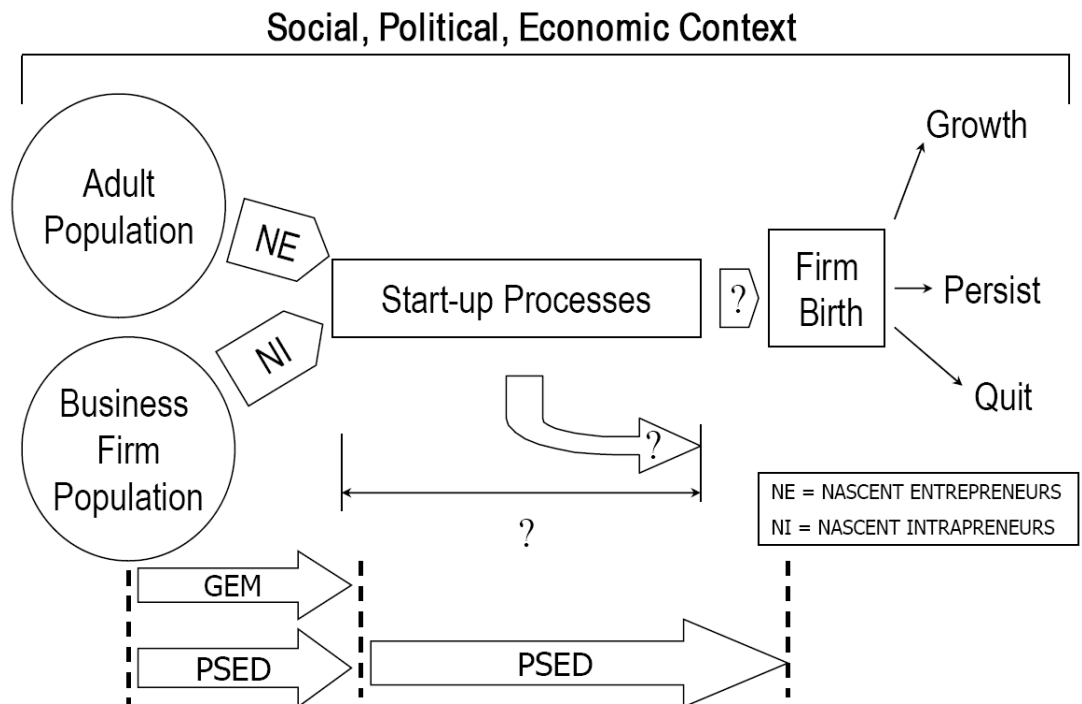 Social, Political, Economic Context
Adult
Population
NE
NI
Business
Firm
Population
Start-up Processes
?
Firm
Birth
Growth
Persist
Quit
?
?
NE = NASCENT ENTREPRENEURS
NI = NASCENT INTRAPRENEURS
GEM
PSED
PSED